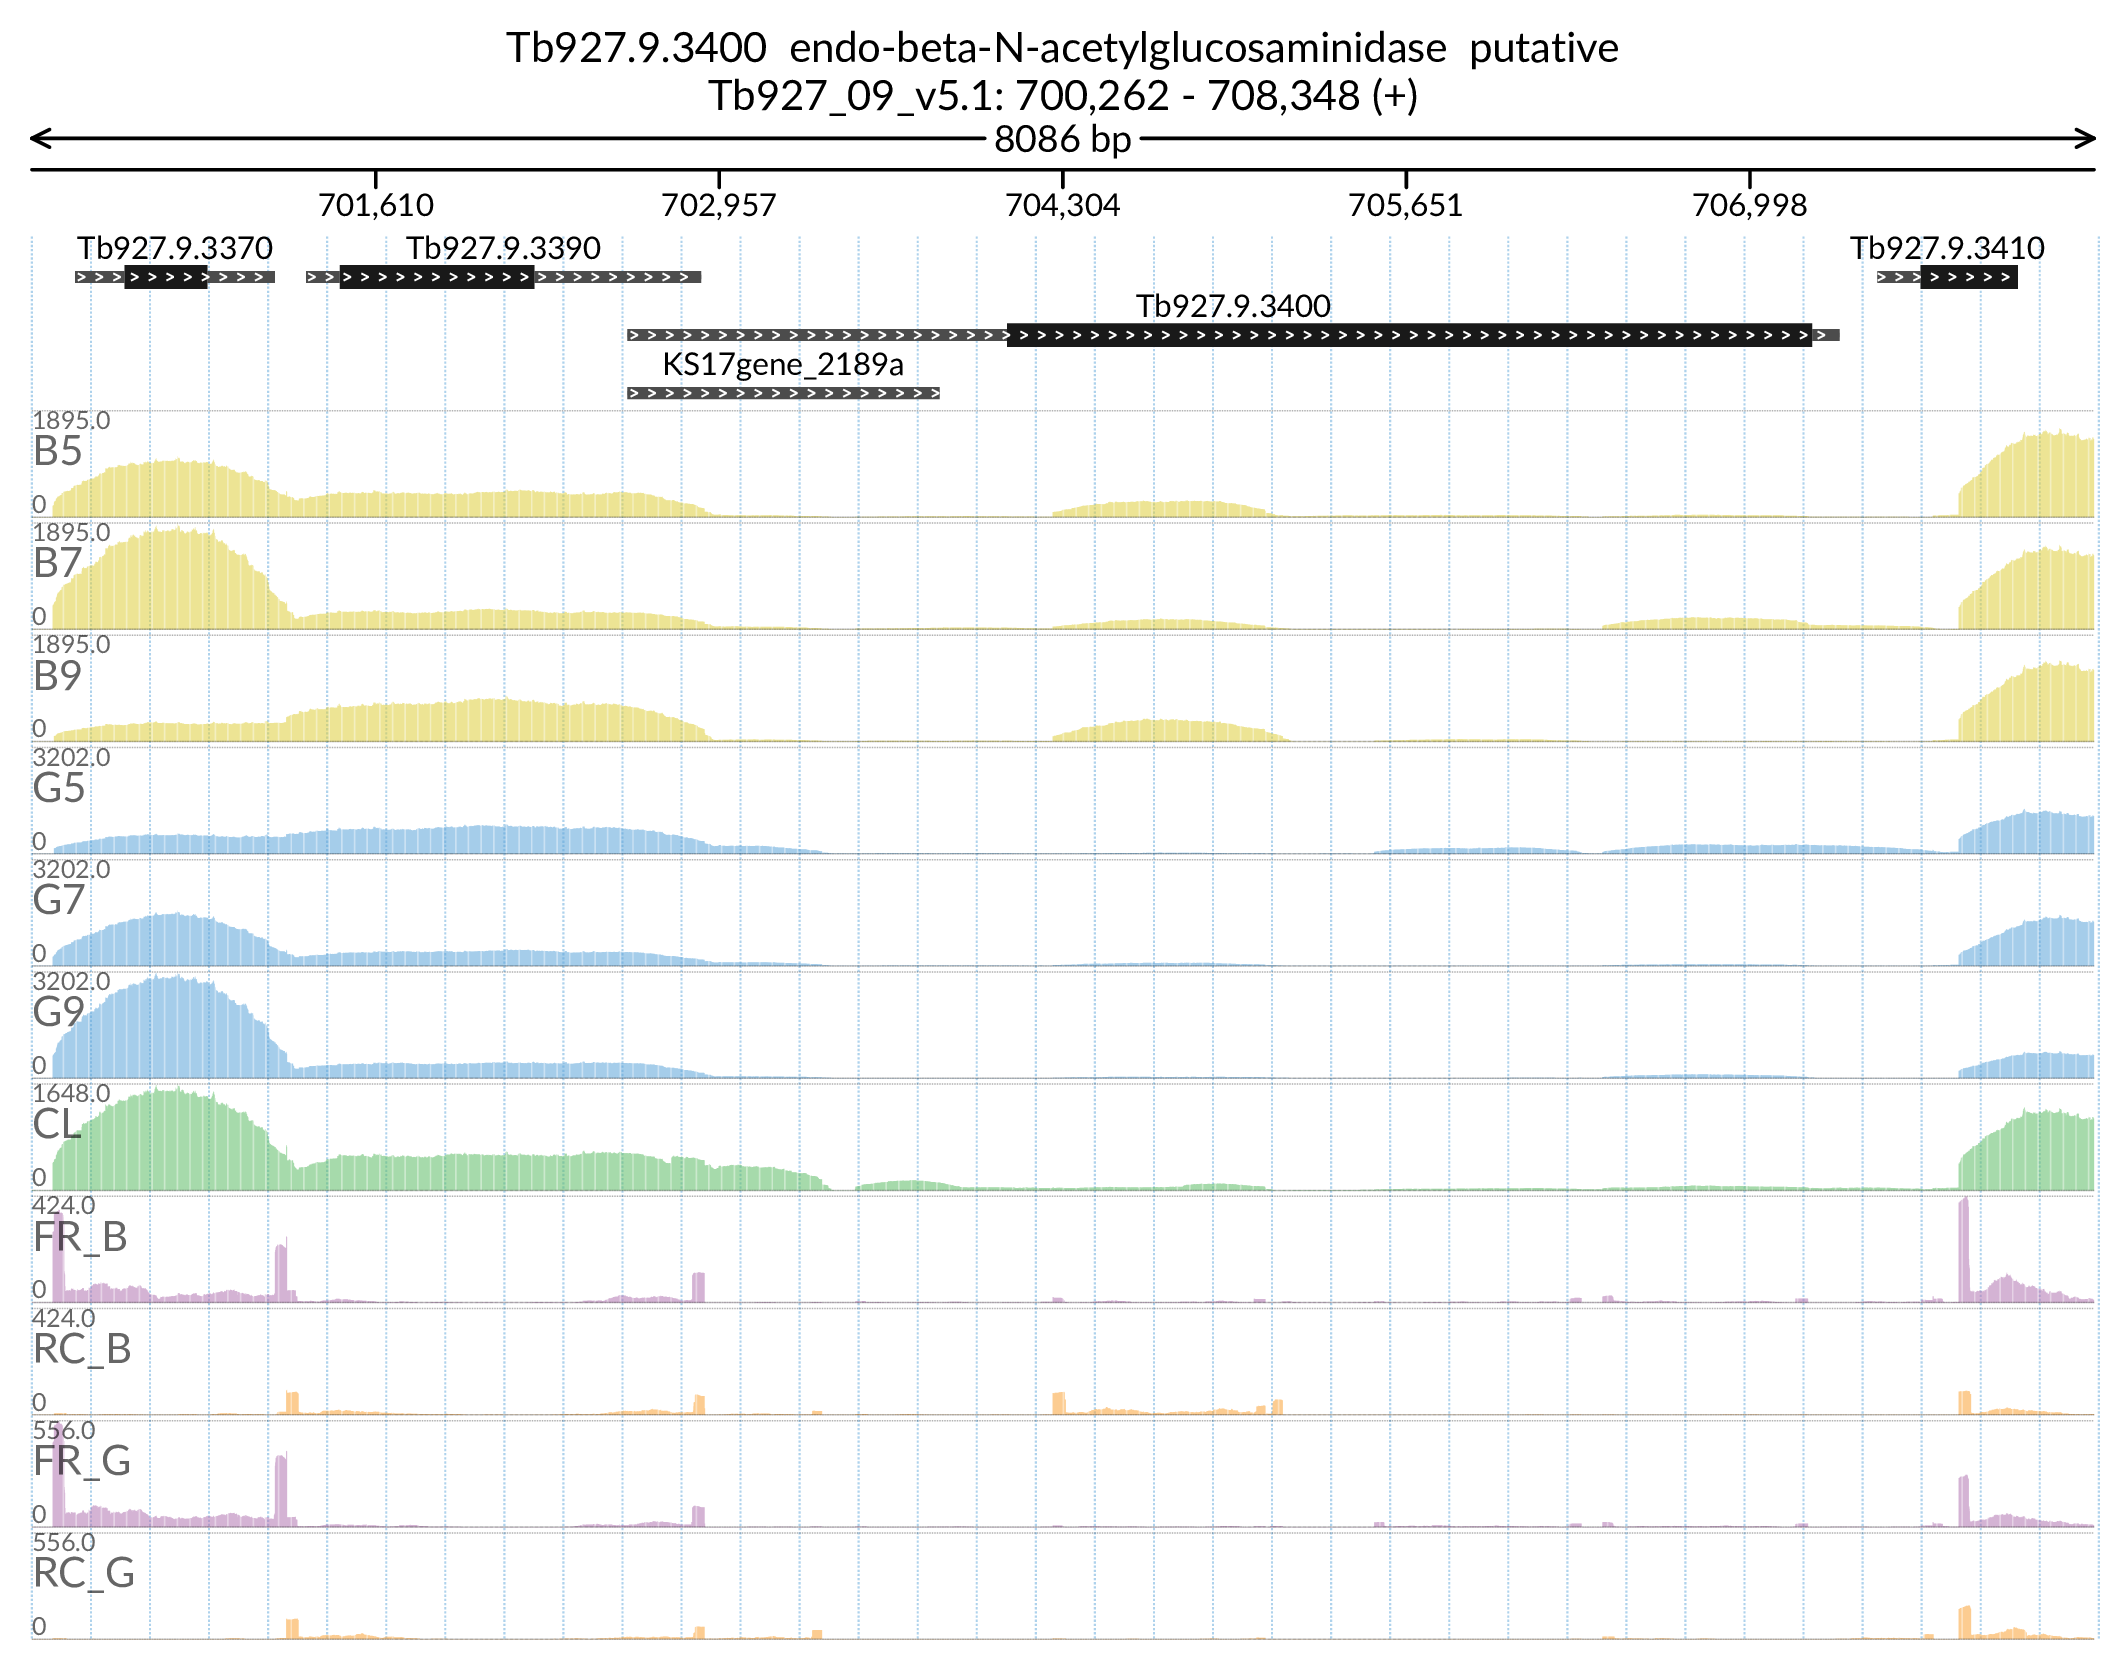 Tb927.9.3400 endo-beta-N-acetylglucosaminidase putative
Tb927_09_v5.1: 700,262 - 708,348 (+)
8086 bp
701,610 702,957 704,304 705,651 706,998
Tb927.9.3370 Tb927.9.3390 Tb927.9.3410
Tb927.9.3400
KS17gene_2189a
1895.0
B5
0
1895.0
B7
0
1895.0
B9
0
3202.0
G5
0
3202.0
G7
0
3202.0
G9
0
1648.0
CL
0
424.0
FR_B
0
424.0
RC_B
0
556.0
FR_G
0
556.0
RC_G
0